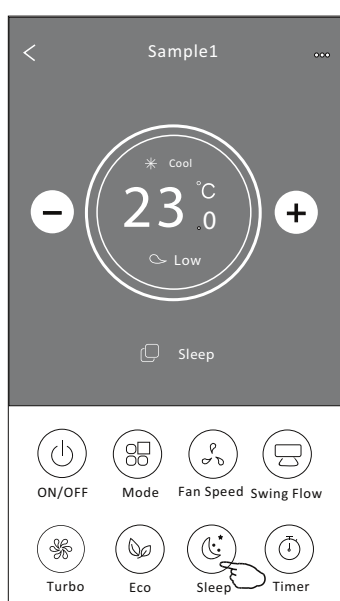 Sample1
Cool
23.0 °C
Low
Sleep
ON/OFF Mode Fan Speed Swing Flow
Turbo Eco Sleep Timer